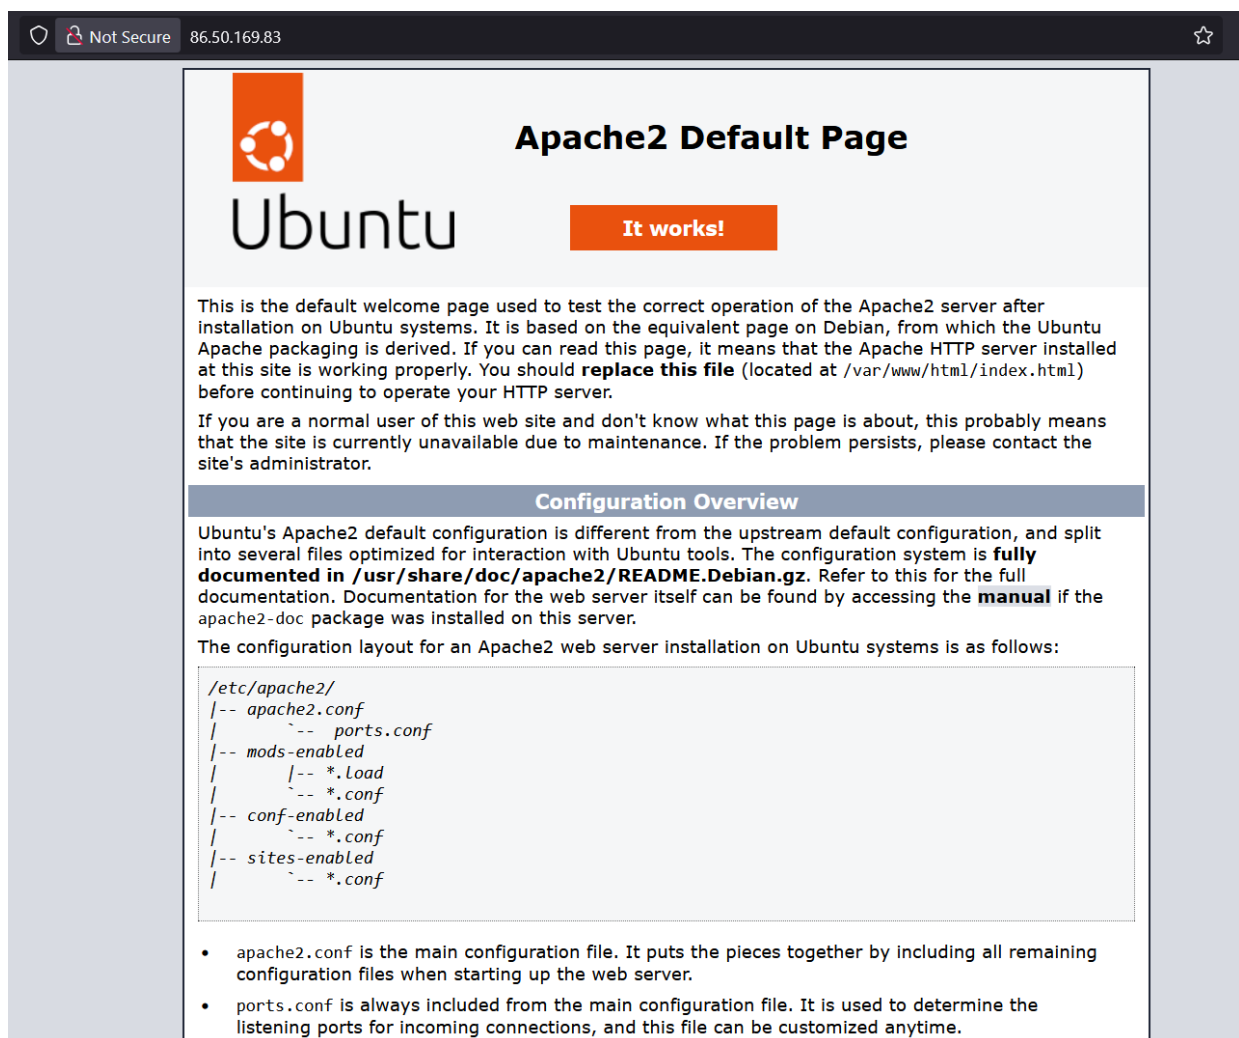 Not Secure 86.50.169.83
Apache2 Default Page
Ubuntu
It works!
This is the default welcome page used to test the correct operation of the Apache2 server after
installation on Ubuntu systems. It is based on the equivalent page on Debian, from which the Ubuntu
Apache packaging is derived. If you can read this page, it means that the Apache HTTP server installed
at this site is working properly. You should replace this file (located at /var/www/html/index.html)
before continuing to operate your HTTP server.
If you are a normal user of this web site and don't know what this page is about, this probably means
that the site is currently unavailable due to maintenance. If the problem persists, please contact the
site's administrator.
Configuration Overview
Ubuntu's Apache2 default configuration is different from the upstream default configuration, and split
into several files optimized for interaction with Ubuntu tools. The configuration system is fully
documented in /usr/share/doc/apache2/README.Debian.gz. Refer to this for the full
documentation. Documentation for the web server itself can be found by accessing the manual if the
apache2-doc package was installed on this server.
The configuration layout for an Apache2 web server installation on Ubuntu systems is as follows:
/etc/apache2/
|-- apache2.conf
|       `--  ports.conf
|-- mods-enabled
|       |-- *.load
|       `-- *.conf
|-- conf-enabled
|       `-- *.conf
|-- sites-enabled
|       `-- *.conf
• apache2.conf is the main configuration file. It puts the pieces together by including all remaining
configuration files when starting up the web server.
• ports.conf is always included from the main configuration file. It is used to determine the
listening ports for incoming connections, and this file can be customized anytime.